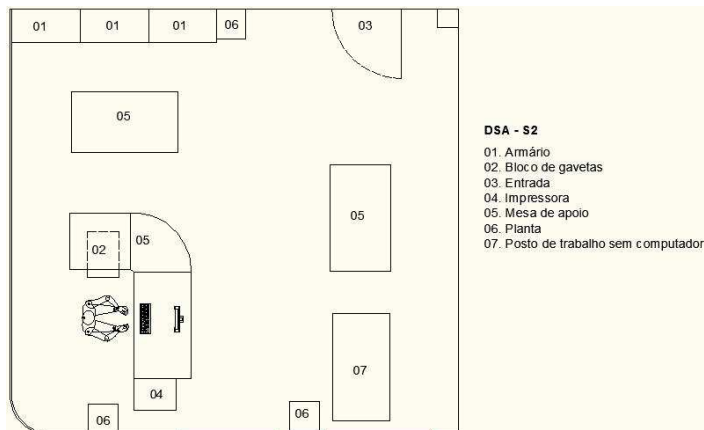 01 01 01 06 03
05
05
02 05
07
04
06 06
DSA - S2
01. Armário
02. Bloco de gavetas
03. Entrada
04. Impressora
05. Mesa de apoio
06. Planta
07. Posto de trabalho sem computador